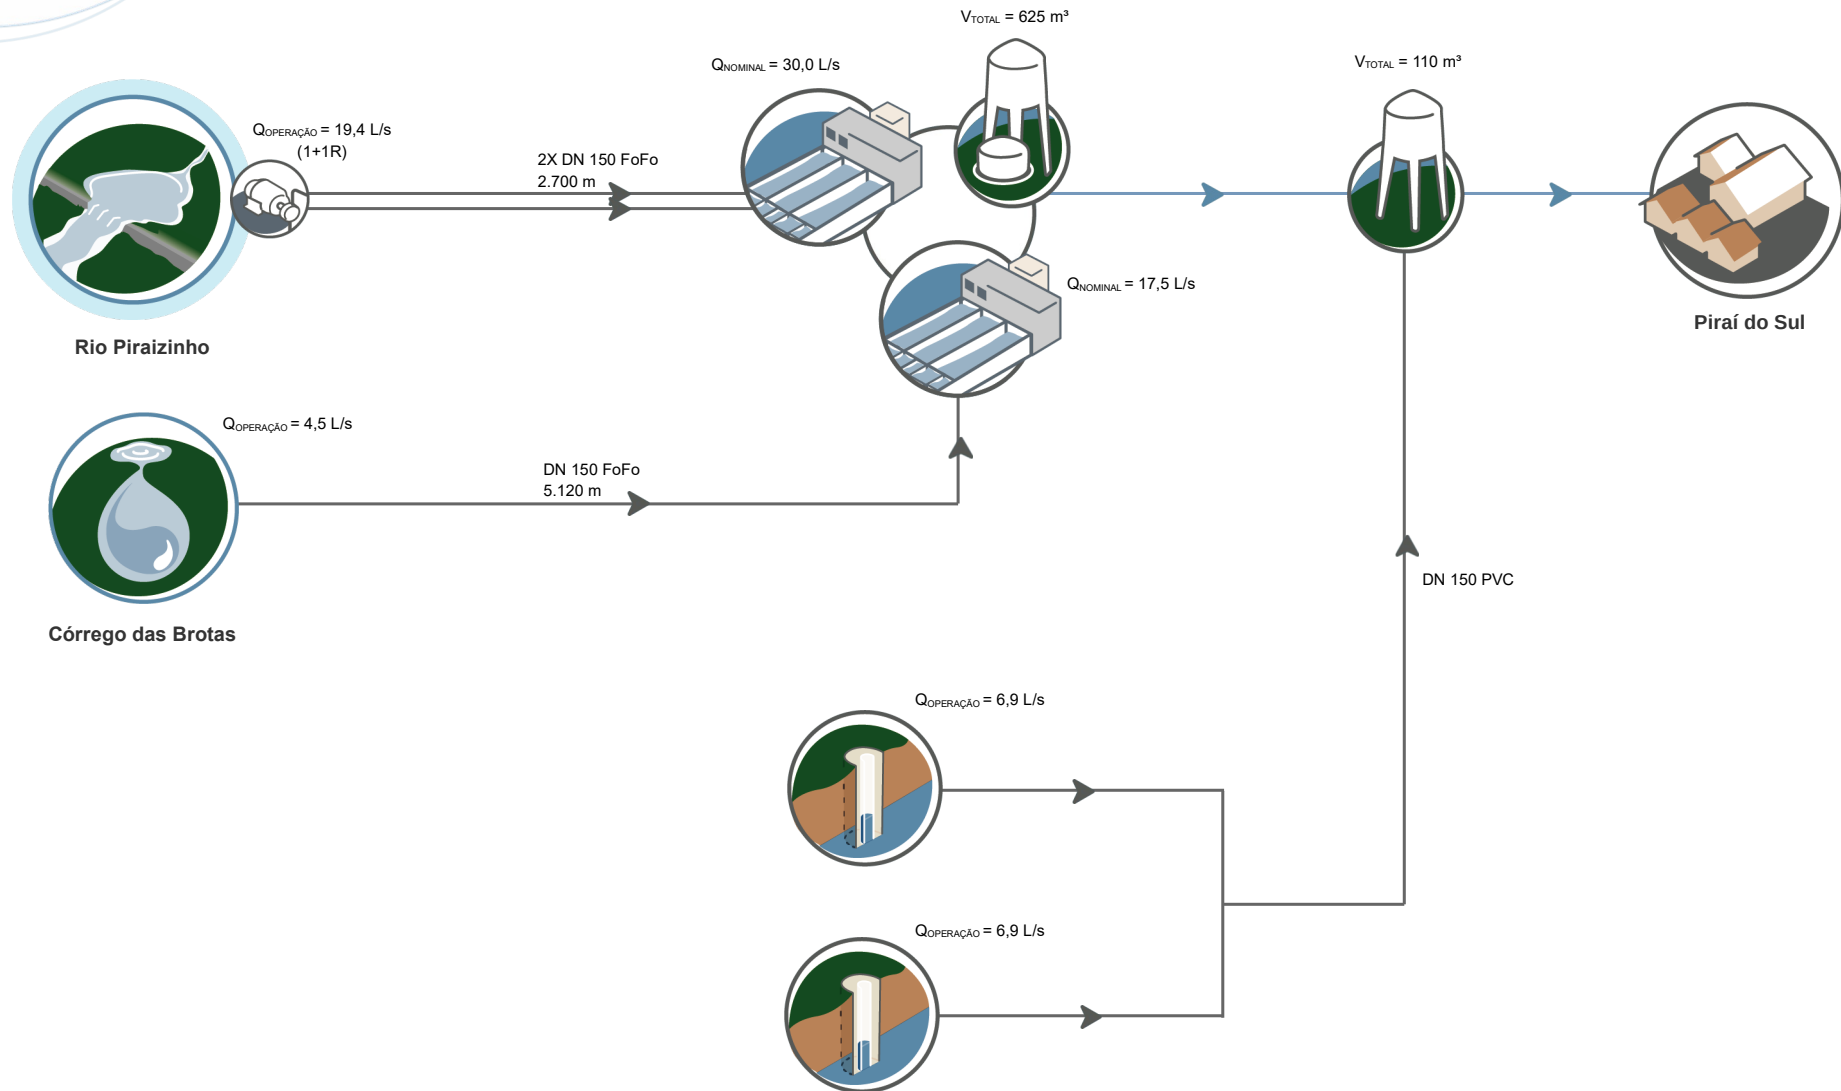 VTOTAL = 625 m³
QNOMINAL = 30,0 L/s
VTOTAL = 110 m³
QOPERAÇÃO = 19,4 L/s
(1+1R)
2X DN 150 FoFo
2.700 m
QNOMINAL = 17,5 L/s
Piraí do Sul
Rio Piraizinho
QOPERAÇÃO = 4,5 L/s
DN 150 FoFo
5.120 m
DN 150 PVC
Córrego das Brotas
QOPERAÇÃO = 6,9 L/s
QOPERAÇÃO = 6,9 L/s